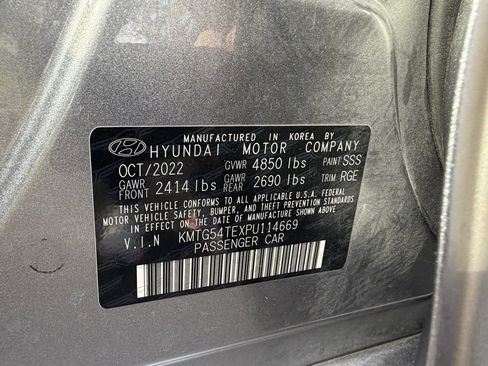 MANUFACTURED IN KOREA BY
HYUNDAI MOTOR COMPANY
OCT/2022 GVWR 4850 lbs PAINT SSS
GAWR FRONT 2414 lbs GAWR REAR 2690 lbs TRIM RGE
THIS VEHICLE CONFORMS TO ALL APPLICABLE U.S.A. FEDERAL
MOTOR VEHICLE SAFETY, BUMPER, AND THEFT PREVENTION STANDARDS
IN EFFECT ON THE DATE OF MANUFACTURE SHOWN ABOVE.
V.I.N KMTG54TEXPU114669
PASSENGER CAR